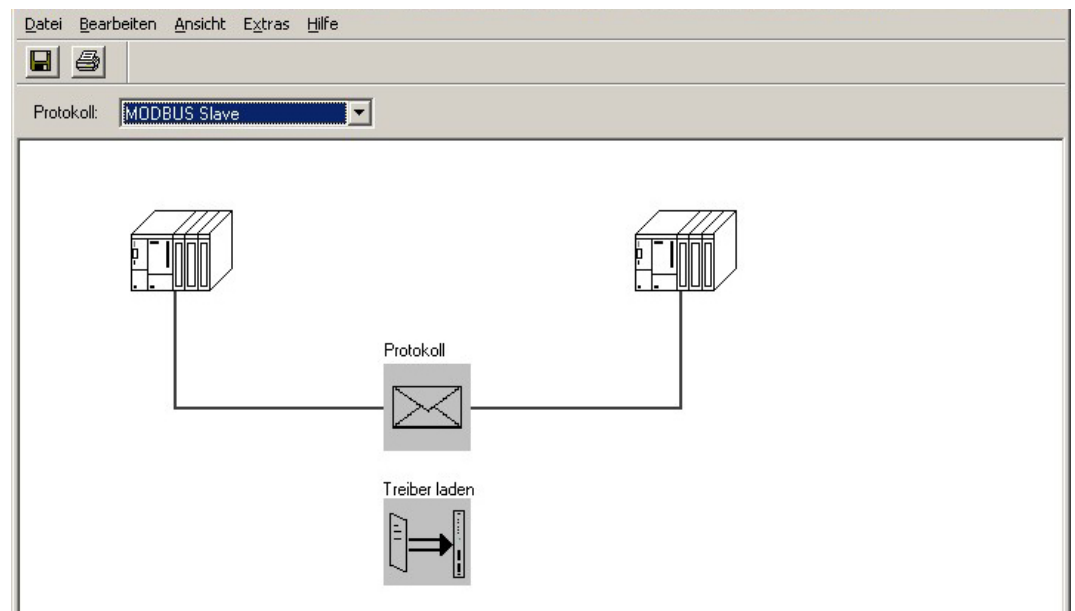 Datei Bearbeiten Ansicht Extras Hilfe
Protokoll: MODBUS Slave
Protokoll
Treiber laden